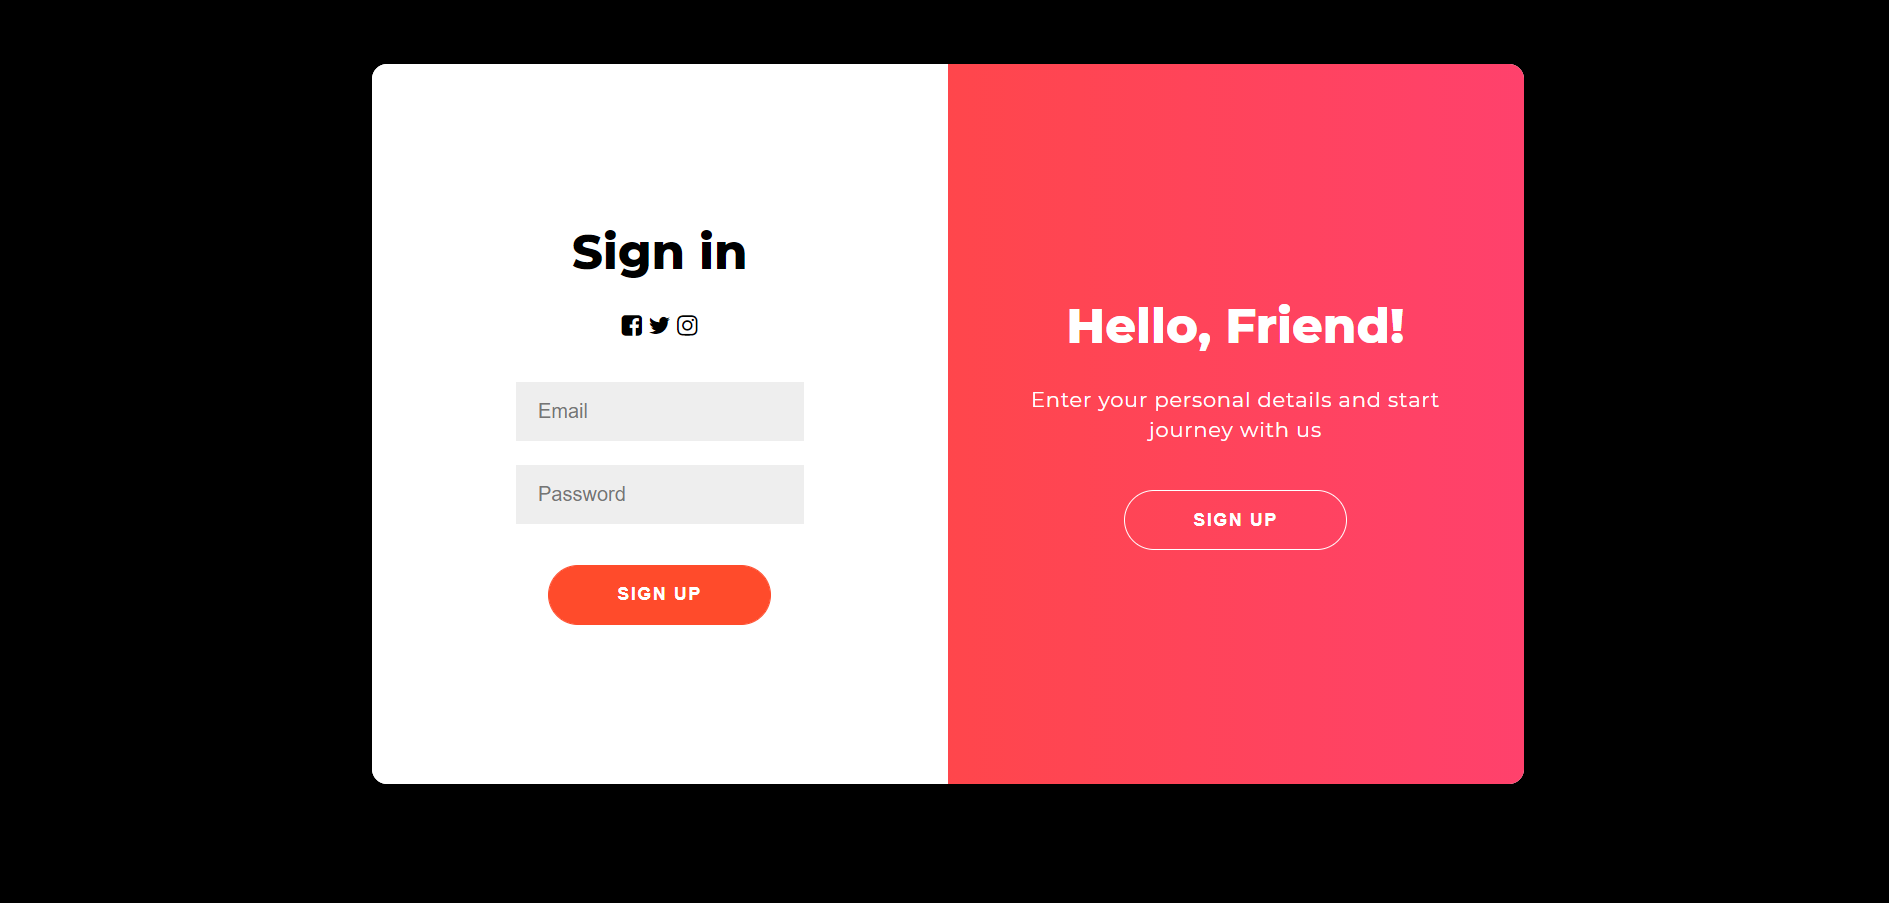 Sign in
Email
Password
SIGN UP
Hello, Friend!
Enter your personal details and start
journey with us
SIGN UP